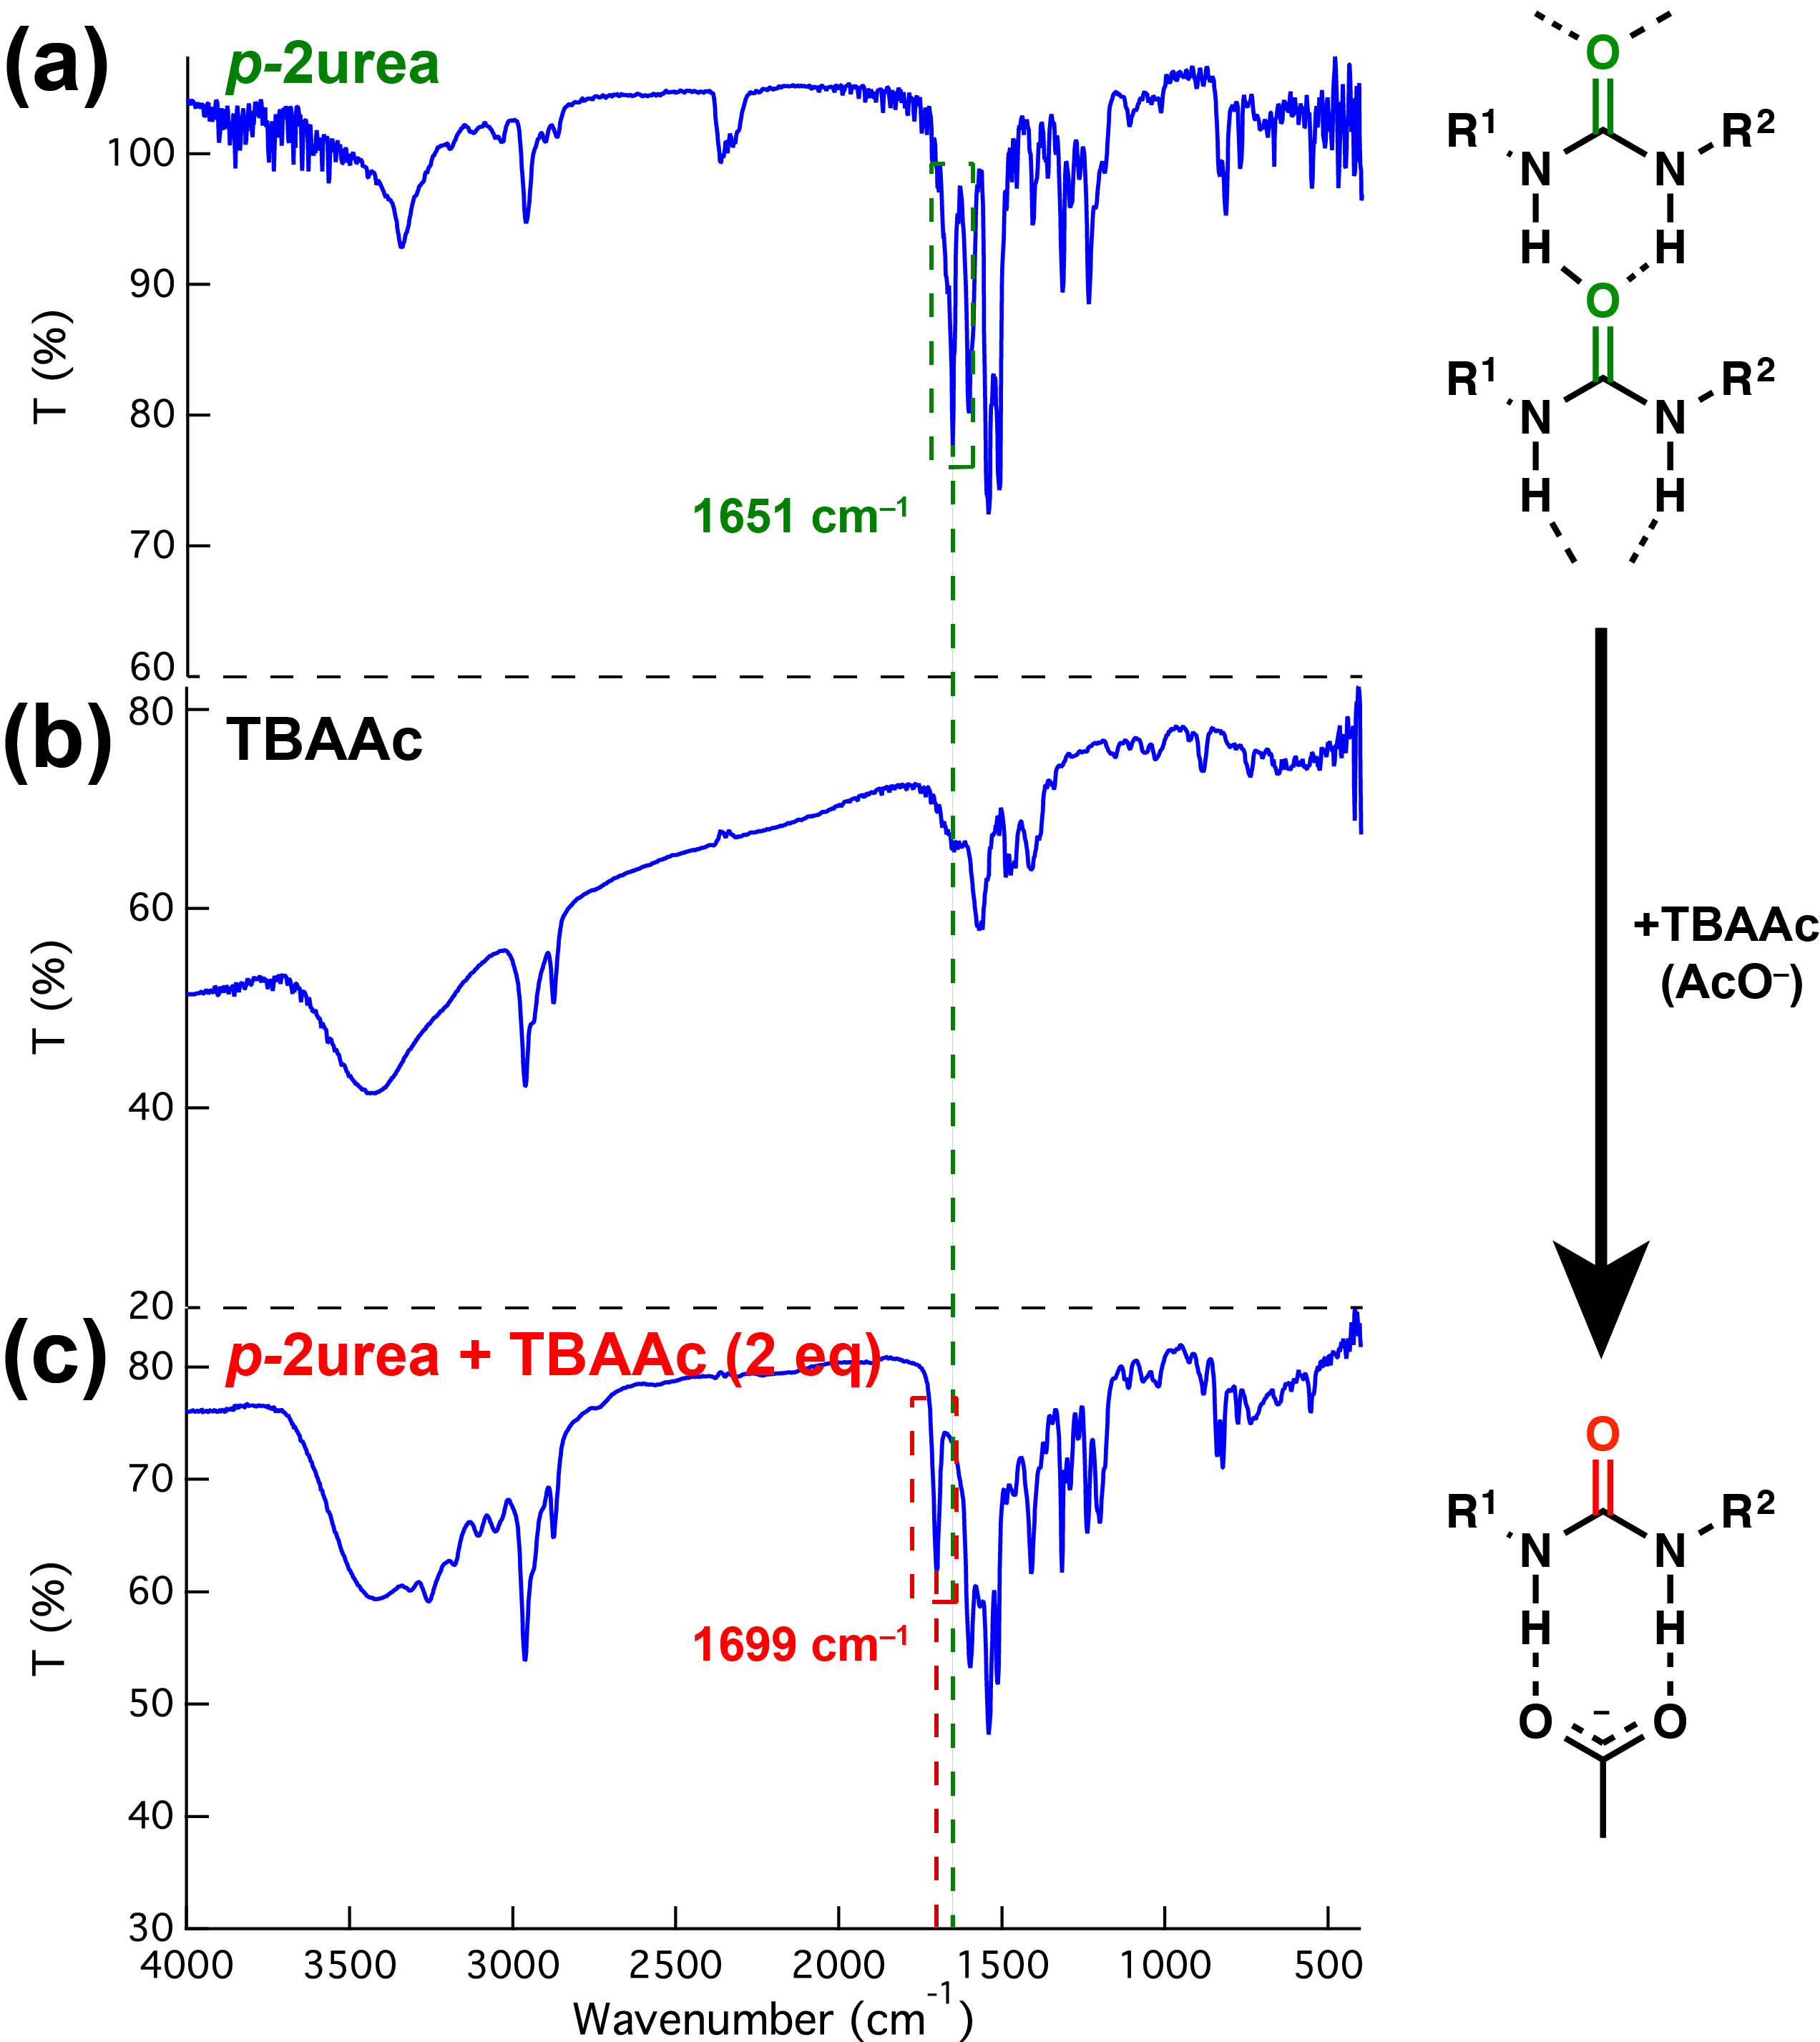 (a)
p-2urea
100
90
80
70
60
T (%)
1651 cm⁻¹
(b)
TBAAc
80
60
40
20
T (%)
(c)
p-2urea + TBAAc (2 eq)
80
70
60
50
40
30
T (%)
1699 cm⁻¹
4000 3500 3000 2500 2000 1500 1000 500
Wavenumber (cm⁻¹)
O
R¹ R²
N N
H H
O
R¹ R²
N N
H H
+TBAAc
(AcO⁻)
O
R¹ R²
N N
H H
O − O